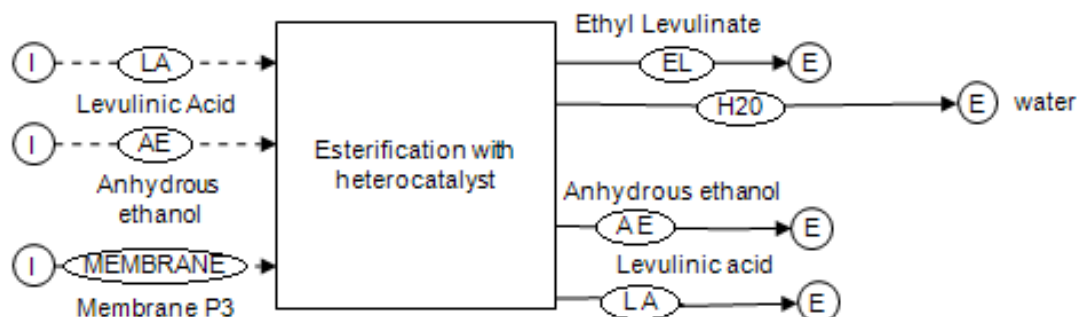 Ethyl Levulinate
I LA EL E
H20 E water
Levulinic Acid
I AE
Esterification with
heterocatalyst
Anhydrous
ethanol
Anhydrous ethanol
AE E
I MEMBRANE
Levulinic acid
Membrane P3
LA E